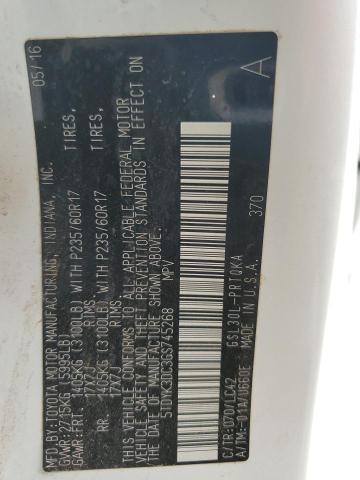 MFD.BY:TOYOTA MOTOR MANUFACTURING, INDIANA, INC. 05/16
GVWR:2715KG(5995LB)
GAWR:FRT. 1405KG(3100LB) WITH P235/60R17 TIRES,
17X7J RIMS,
RR. 1405KG(3100LB) WITH P235/60R17 TIRES,
17X7J RIMS,
THIS VEHICLE CONFORMS TO ALL APPLICABLE FEDERAL MOTOR
VEHICLE SAFETY AND THEFT PREVENTION STANDARDS IN EFFECT ON
THE DATE OF MANUFACTURE SHOWN ABOVE.
5TDYK3DC3GS745268 MPV
C/TR:070/LC42 GSL30L-PRTQKA
A/TM:-01A/U660E MADE IN U.S.A. 370 A